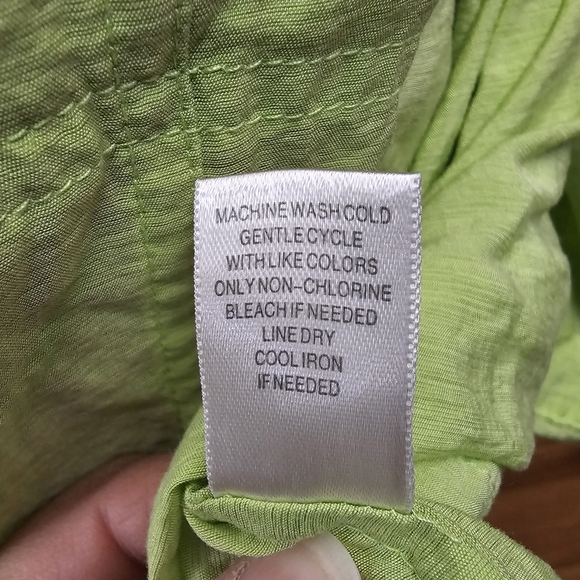 MACHINE WASH COLD
GENTLE CYCLE
WITH LIKE COLORS
ONLY NON-CHLORINE
BLEACH IF NEEDED
LINE DRY
COOL IRON
IF NEEDED